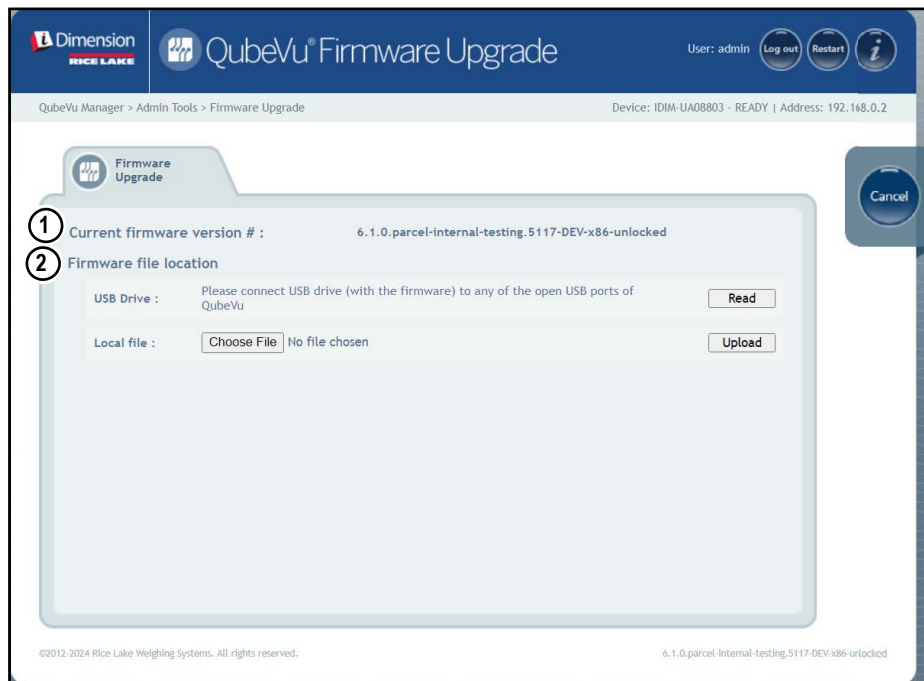 iDimension
RICE LAKE
QubeVu® Firmware Upgrade
User: admin
Log out
Restart
i
QubeVu Manager > Admin Tools > Firmware Upgrade
Device: IDIM-UA08803 - READY | Address: 192.168.0.2
Firmware
Upgrade
Cancel
1
Current firmware version # :
6.1.0.parcel-internal-testing.5117-DEV-x86-unlocked
2
Firmware file location
USB Drive :
Please connect USB drive (with the firmware) to any of the open USB ports of
QubeVu
Read
Local file :
Choose File No file chosen
Upload
©2012-2024 Rice Lake Weighing Systems. All rights reserved.
6.1.0.parcel-internal-testing.5117-DEV-x86-unlocked